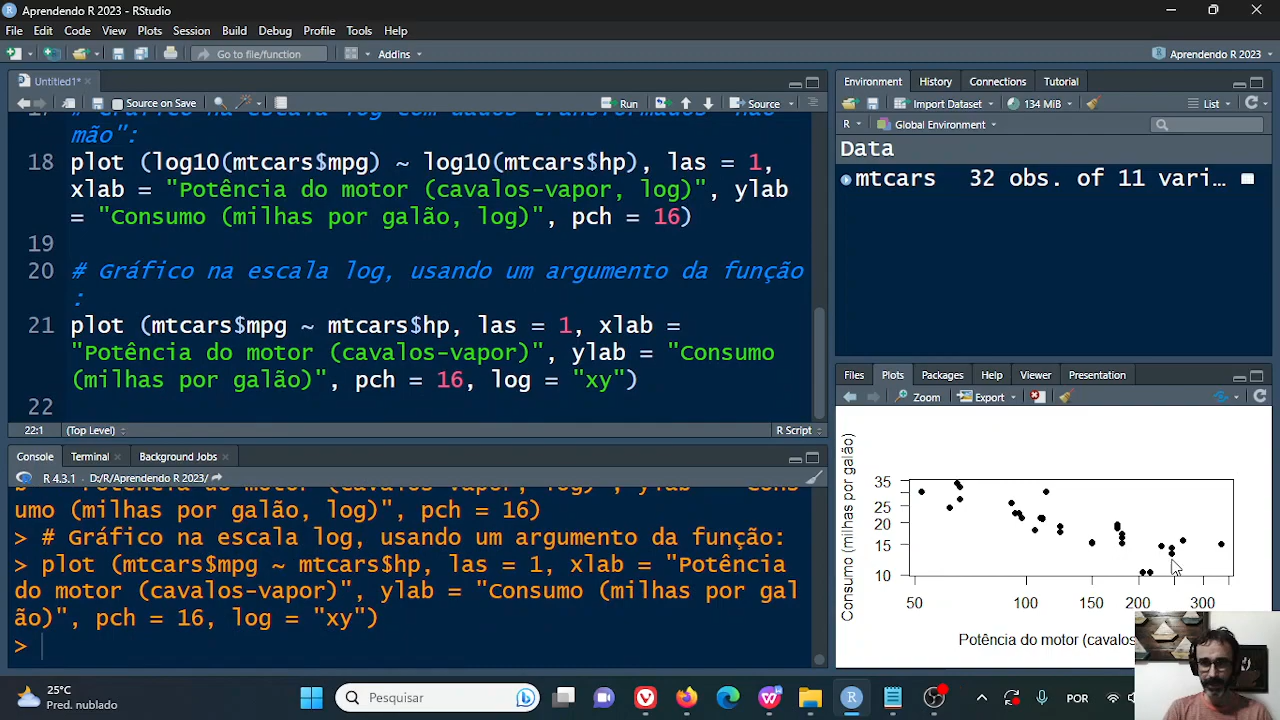 Aprendendo R 2023 - RStudio
File Edit Code View Plots Session Build Debug Profile Tools Help
Go to file/function Addins Aprendendo R 2023
Untitled1*
Source on Save Run Source
mão":
18 plot (log10(mtcars$mpg) ~ log10(mtcars$hp), las = 1,
xlab = "Potência do motor (cavalos-vapor, log)", ylab
= "Consumo (milhas por galão, log)", pch = 16)
19
20 # Gráfico na escala log, usando um argumento da função
:
21 plot (mtcars$mpg ~ mtcars$hp, las = 1, xlab =
"Potência do motor (cavalos-vapor)", ylab = "Consumo
(milhas por galão)", pch = 16, log = "xy")
22
22:1 (Top Level) R Script
Console Terminal Background Jobs
R 4.3.1 · D:/R/Aprendendo R 2023/
umo (milhas por galão, log)", pch = 16)
> # Gráfico na escala log, usando um argumento da função:
> plot (mtcars$mpg ~ mtcars$hp, las = 1, xlab = "Potência
do motor (cavalos-vapor)", ylab = "Consumo (milhas por gal
ão)", pch = 16, log = "xy")
>
Environment History Connections Tutorial
Import Dataset 134 MiB List
R Global Environment
Data
mtcars 32 obs. of 11 vari…
Files Plots Packages Help Viewer Presentation
Zoom Export
Consumo (milhas por galão)
35
25
20
15
10
50 100 150 200 300
Potência do motor (cavalos
25°C
Pred. nublado
Pesquisar
POR